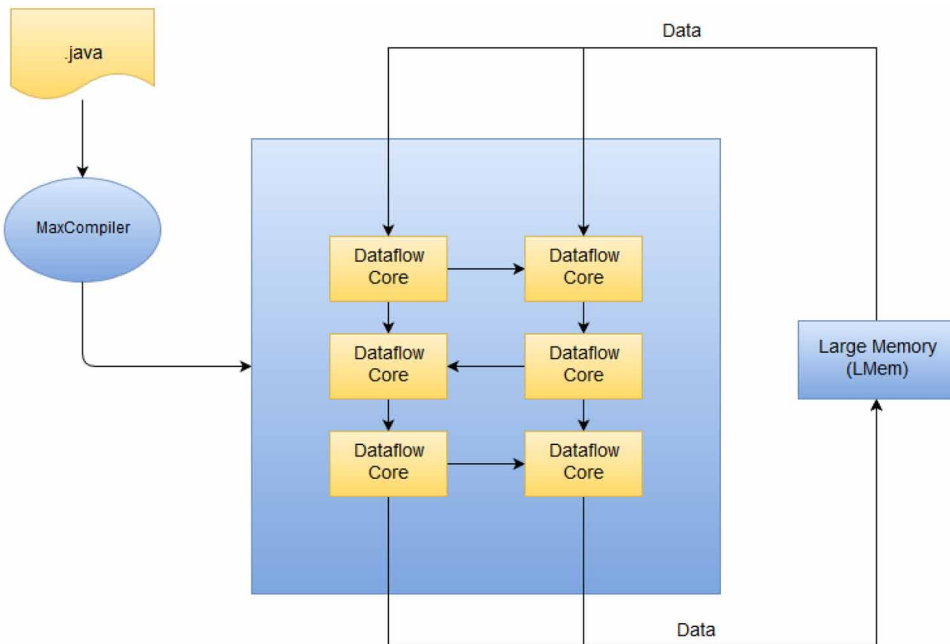 Data
.java
MaxCompiler
Dataflow
Core
Dataflow
Core
Dataflow
Core
Dataflow
Core
Large Memory
(LMem)
Dataflow
Core
Dataflow
Core
Data